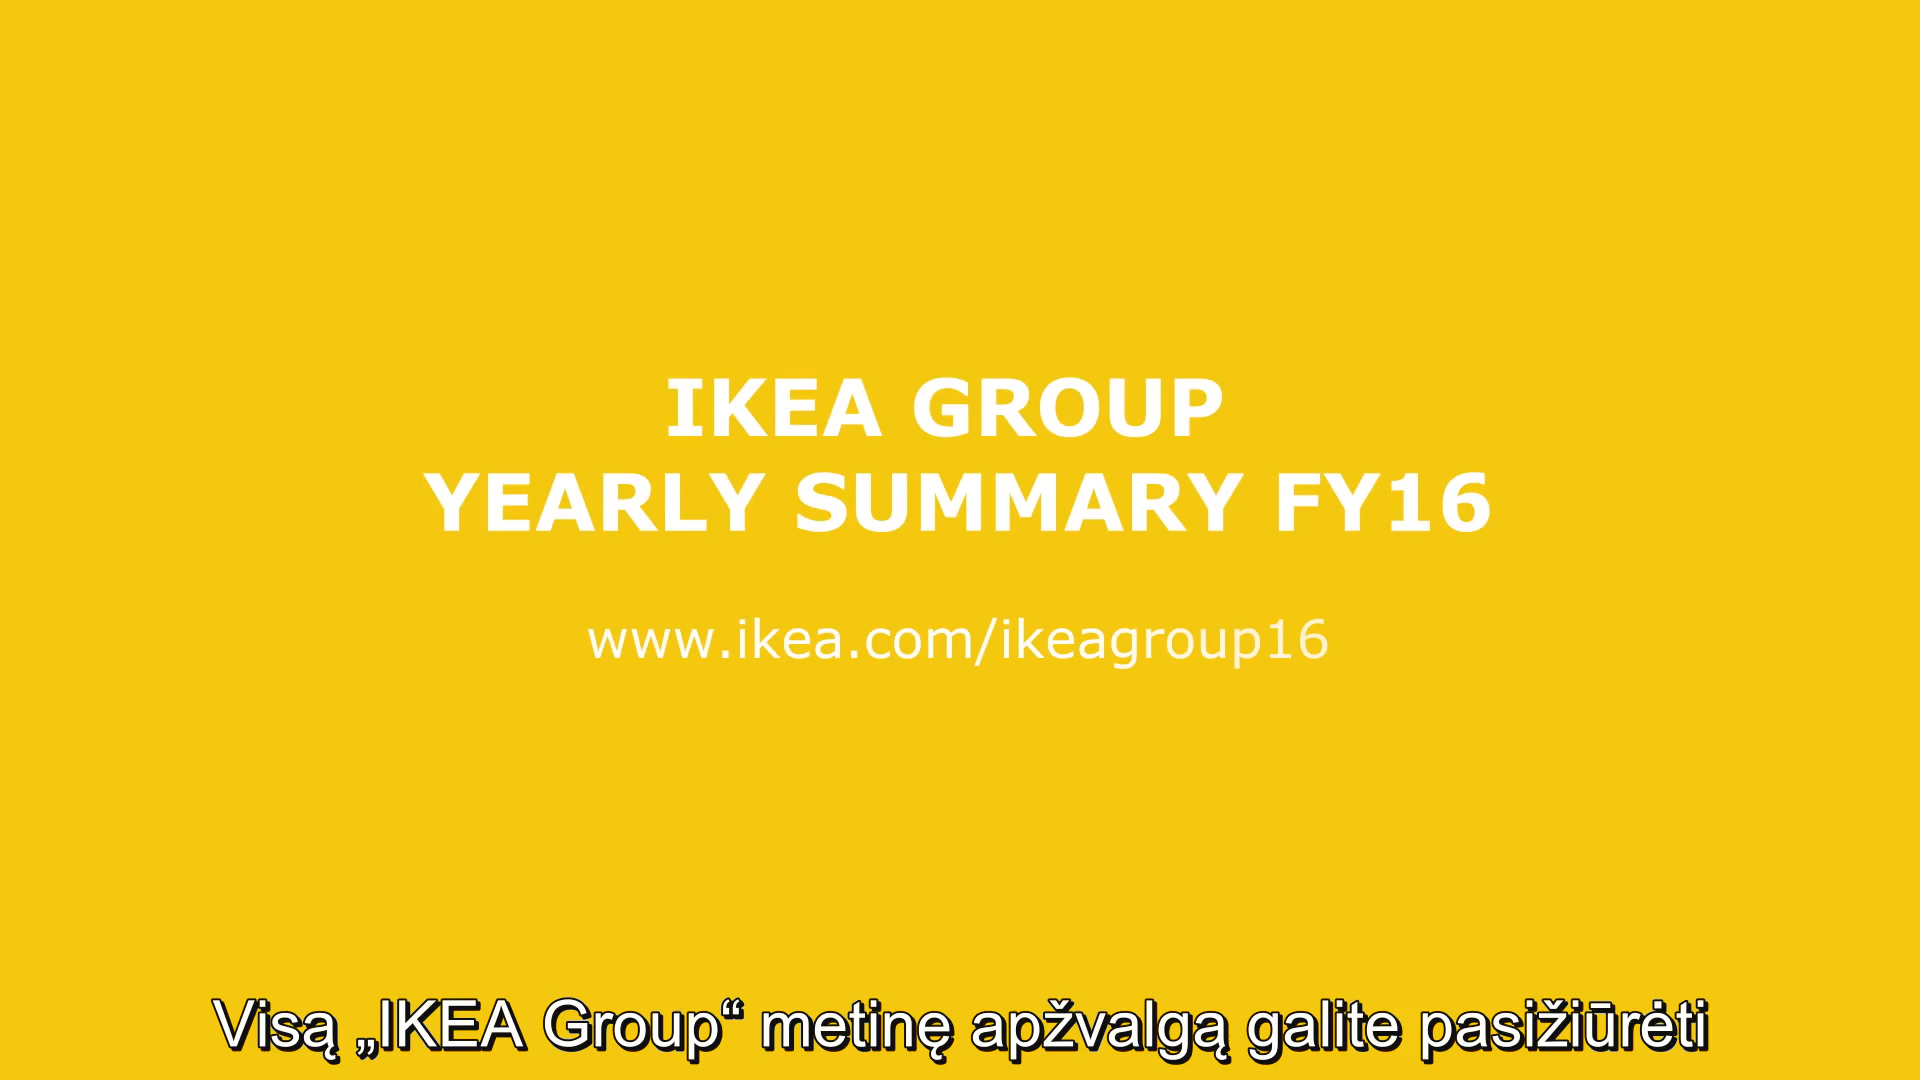 IKEA GROUP
YEARLY SUMMARY FY16
www.ikea.com/ikeagroup16
Visą „IKEA Group“ metinę apžvalgą galite pasižiūrėti